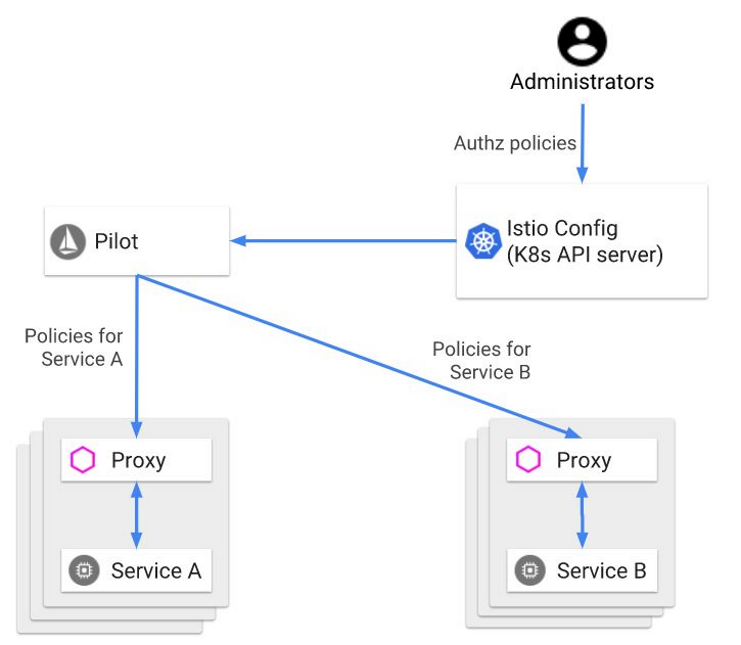 Administrators
Authz policies
Istio Config
(K8s API server)
Pilot
Policies for
Service A
Policies for
Service B
Proxy
Service A
Proxy
Service B